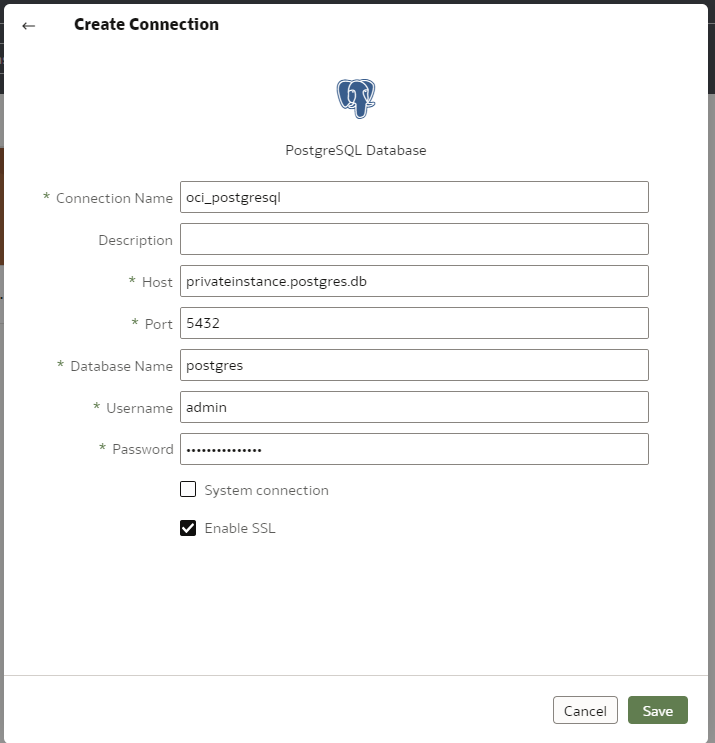 ← Create Connection
PostgreSQL Database
* Connection Name oci_postgresql
Description
* Host privateinstance.postgres.db
* Port 5432
* Database Name postgres
* Username admin
* Password •••••••••••••••
System connection
Enable SSL
Cancel Save